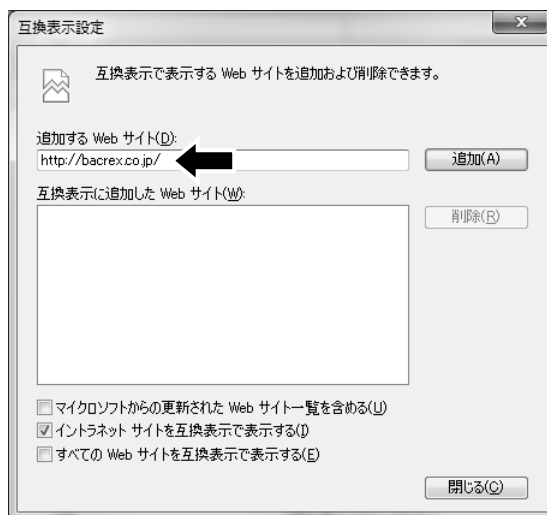 互換表示設定
互換表示で表示する Web サイトを追加および削除できます。
追加する Web サイト(D):
http://bacrex.co.jp/
追加(A)
互換表示に追加した Web サイト(W):
削除(R)
マイクロソフトからの更新された Web サイト一覧を含める(U)
イントラネット サイトを互換表示で表示する(I)
すべての Web サイトを互換表示で表示する(E)
閉じる(C)